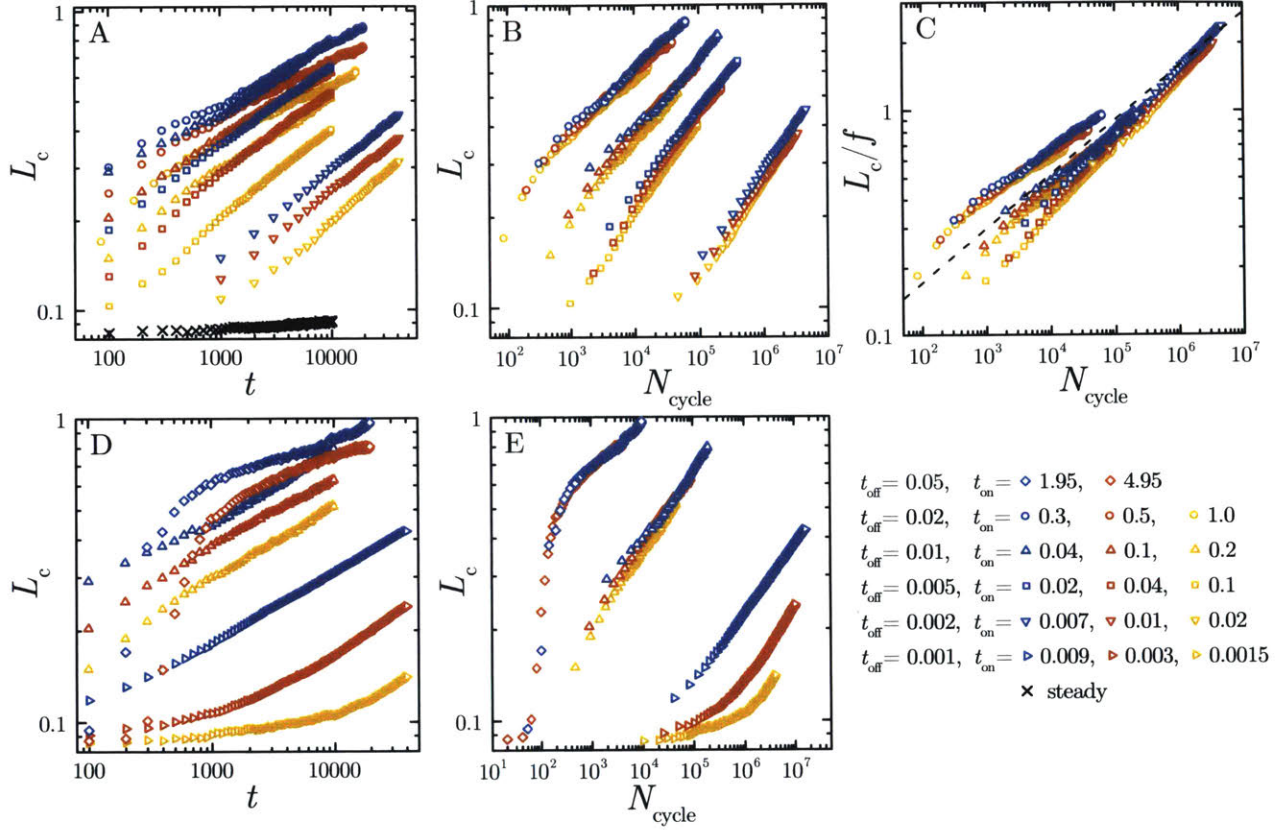 A
B
C
1
1
1
L_c
L_c
L_c/f
0.1
0.1
0.1
100 1000 10000
10^2 10^3 10^4 10^5 10^6 10^7
10^2 10^3 10^4 10^5 10^6 10^7
t
N_cycle
N_cycle
D
E
1
1
L_c
L_c
0.1
0.1
100 1000 10000
10^1 10^2 10^3 10^4 10^5 10^6 10^7
t
N_cycle
t_off = 0.05, t_on = 1.95, 4.95
t_off = 0.02, t_on = 0.3, 0.5, 1.0
t_off = 0.01, t_on = 0.04, 0.1, 0.2
t_off = 0.005, t_on = 0.02, 0.04, 0.1
t_off = 0.002, t_on = 0.007, 0.01, 0.02
t_off = 0.001, t_on = 0.009, 0.003, 0.0015
steady